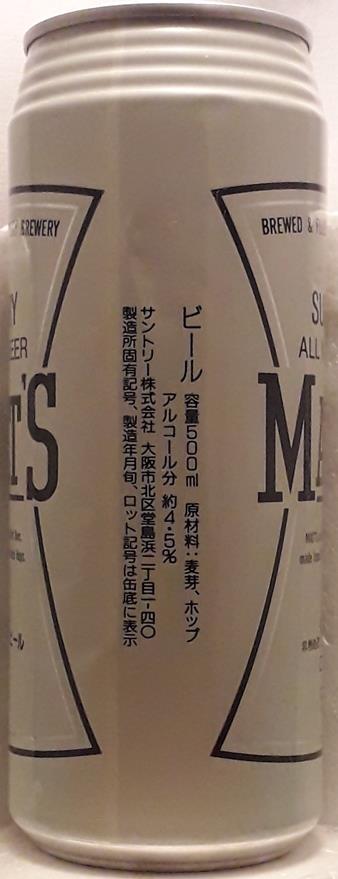 ビール 容量500ml 原材料:麦芽、ホップ
アルコール分 約4・5%
サントリー株式会社 大阪市北区堂島浜二丁目一-四〇
製造所固有記号、製造年月旬、ロット記号は缶底に表示
BREWERY
EER
T'S
ール
BREWED &
SU
ALL
MA